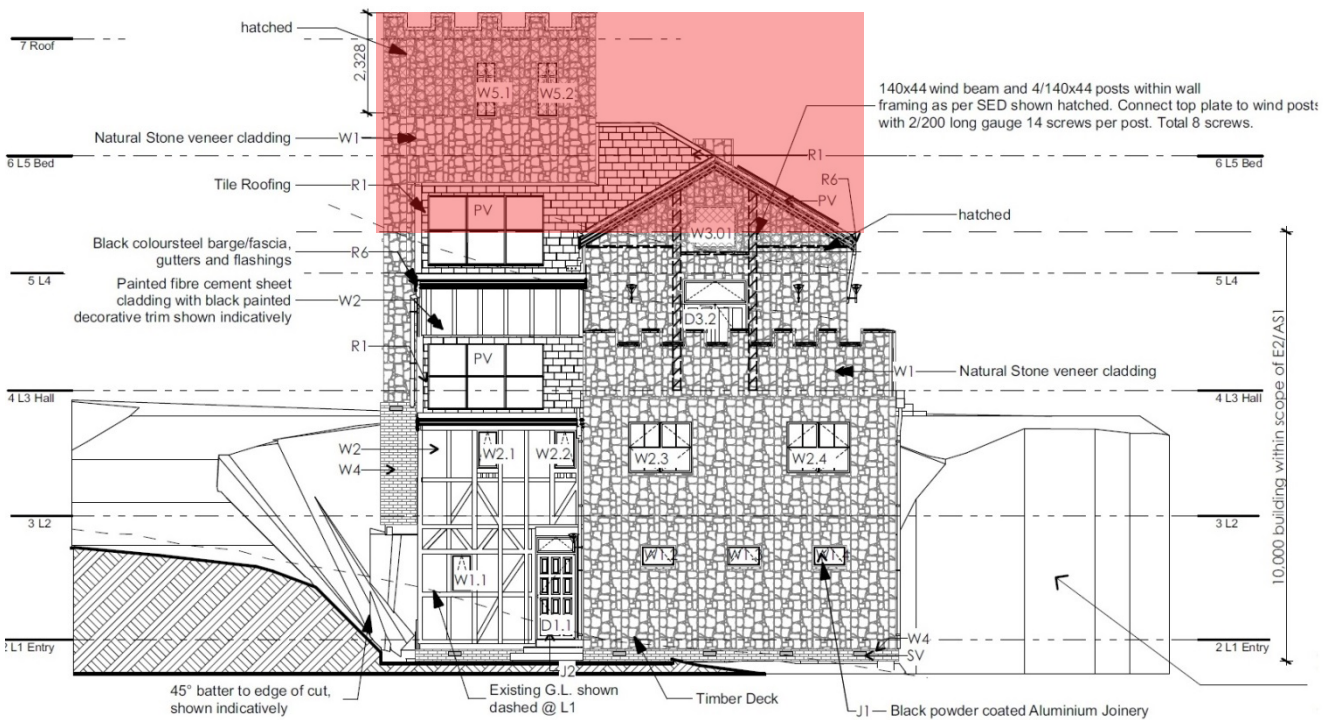 hatched
7 Roof
2,328
W5.1
W5.2
140x44 wind beam and 4/140x44 posts within wall
framing as per SED shown hatched. Connect top plate to wind posts
with 2/200 long gauge 14 screws per post. Total 8 screws.
Natural Stone veneer cladding
W1
6 L5 Bed
R1
6 L5 Bed
Tile Roofing
R1
R6
PV
PV
hatched
W3.01
Black coloursteel barge/fascia,
gutters and flashings
R6
5 L4
5 L4
Painted fibre cement sheet
cladding with black painted
decorative trim shown indicatively
W2
D3.2
R1
PV
W1
Natural Stone veneer cladding
4 L3 Hall
4 L3 Hall
W2
W4
W2.1
W2.2
W2.3
W2.4
10,000 building within scope of E2/AS1
3 L2
3 L2
W1.1
W1.2
W1.3
W1.4
D1.1
2 L1 Entry
W4
SV
2 L1 Entry
J2
45° batter to edge of cut,
shown indicatively
Existing G.L. shown
dashed @ L1
Timber Deck
J1
Black powder coated Aluminium Joinery